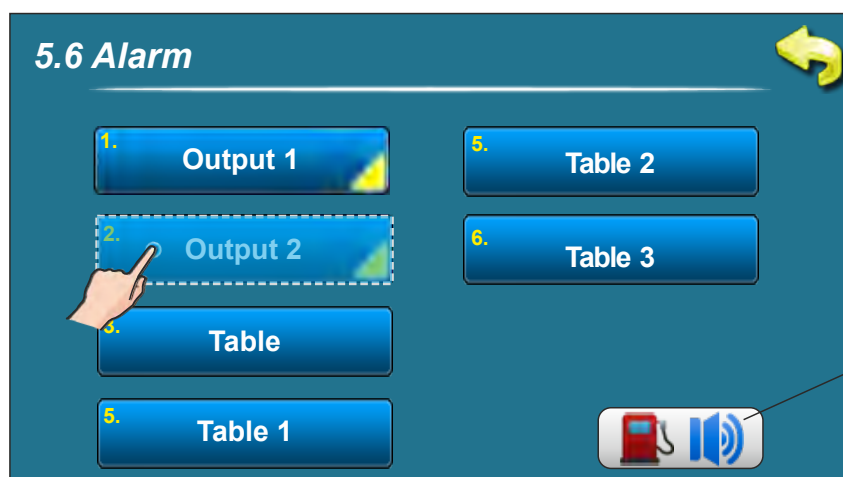 5.6 Alarm
1. Output 1
2. Output 2
3. Table
5. Table 1
5. Table 2
6. Table 3